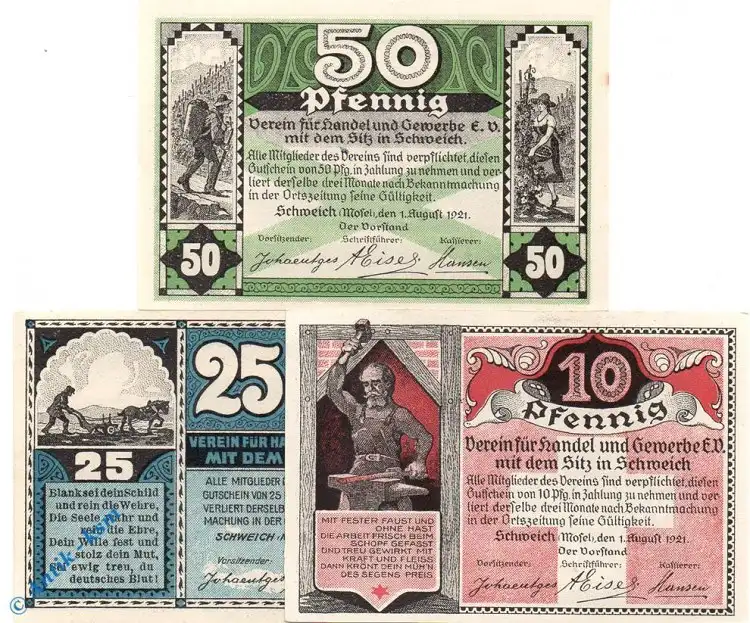 50
Pfennig
Verein für Handel und Gewerbe E.V.
mit dem Sitz in Schweich.
Alle Mitglieder des Vereins sind verpflichtet, diesen
Gutschein von 50 Pfg. in Zahlung zu nehmen und ver-
liert derselbe drei Monate nach Bekanntmachung
in der Ortszeitung seine Gültigkeit.
Schweich (Mosel), den 1. August 1921.
Der Vorstand
Vorsitzender: Schriftführer: Kassierer:
Johaentges A Eises Hansen
50 50
25
VEREIN FÜR HA
MIT DEM
25
ALLE MITGLIEDER
GUTSCHEIN VON 25
VERLIERT DERSEL
MACHUNG IN DER
SCHWEICH
Vorsitzender:
Johaentges
Blank sei dein Schild
und rein die Wehre,
Die Seele wahr und
rein die Ehre,
Dein Wille fest und
stolz dein Mut,
Sei ewig treu, du
deutsches Blut!
MIT FESTER FAUST UND
OHNE HAST
DIE ARBEIT FRISCH BEIM
SCHOPF GEFASST
UND TREU GEWIRKT MIT
KRAFT UND FLEISS
DANN KRÖNT DEIN MÜH'N
DES SEGENS PREIS
10
Pfennig
Verein für Handel und Gewerbe E.V.
mit dem Sitz in Schweich
Alle Mitglieder des Vereins sind verpflichtet, diesen
Gutschein von 10 Pfg. in Zahlung zu nehmen und ver-
liert derselbe drei Monate nach Bekanntmachung
in der Ortszeitung seine Gültigkeit.
Schweich (Mosel), den 1. August 1921.
Der Vorstand
Vorsitzender: Schriftführer: Kassierer:
Johaentges A Eises Hansen